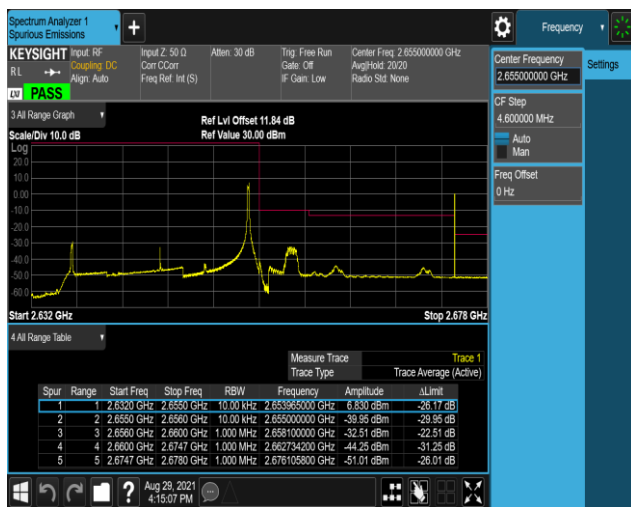 Spectrum Analyzer 1
Spurious Emissions
+
Frequency
KEYSIGHT
Input: RF
Coupling: DC
Align: Auto
Input Z: 50 Ω
Corr CCorr
Freq Ref: Int (S)
Atten: 30 dB
Trig: Free Run
Gate: Off
IF Gain: Low
Center Freq: 2.655000000 GHz
Avg|Hold: 20/20
Radio Std: None
R L
LXI
PASS
Center Frequency
2.655000000 GHz
Settings
CF Step
4.600000 MHz
Auto
Man
Freq Offset
0 Hz
3 All Range Graph
Scale/Div 10.0 dB
Ref Lvl Offset 11.84 dB
Ref Value 30.00 dBm
Log
20.0
10.0
0.00
-10.0
-20.0
-30.0
-40.0
-50.0
-60.0
Start 2.632 GHz
Stop 2.678 GHz
4 All Range Table
Measure Trace Trace 1
Trace Type Trace Average (Active)
Spur Range Start Freq Stop Freq RBW Frequency Amplitude ΔLimit
1 1 2.6320 GHz 2.6550 GHz 10.00 kHz 2.653965000 GHz 6.830 dBm -26.17 dB
2 2 2.6550 GHz 2.6560 GHz 10.00 kHz 2.655000000 GHz -39.95 dBm -29.95 dB
3 3 2.6560 GHz 2.6600 GHz 1.000 MHz 2.658100000 GHz -32.51 dBm -22.51 dB
4 4 2.6600 GHz 2.6747 GHz 1.000 MHz 2.662734200 GHz -44.25 dBm -31.25 dB
5 5 2.6747 GHz 2.6780 GHz 1.000 MHz 2.676105800 GHz -51.01 dBm -26.01 dB
?
Aug 29, 2021
4:15:07 PM